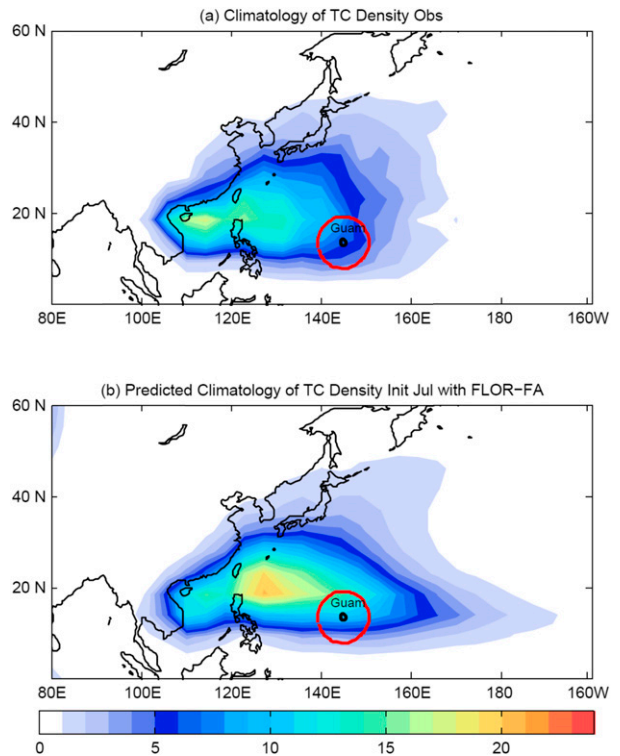 (a) Climatology of TC Density Obs
60 N
40 N
20 N
Guam
80E 100E 120E 140E 160E 160W
(b) Predicted Climatology of TC Density Init Jul with FLOR-FA
60 N
40 N
20 N
Guam
80E 100E 120E 140E 160E 160W
0 5 10 15 20